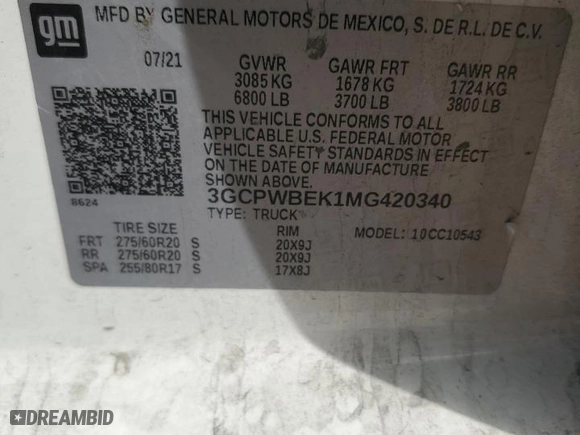 gm MFD BY GENERAL MOTORS DE MEXICO, S. DE R.L. DE C.V.
07/21 GVWR GAWR FRT GAWR RR
3085 KG 1678 KG 1724 KG
6800 LB 3700 LB 3800 LB
THIS VEHICLE CONFORMS TO ALL
APPLICABLE U.S. FEDERAL MOTOR
VEHICLE SAFETY STANDARDS IN EFFECT
ON THE DATE OF MANUFACTURE
SHOWN ABOVE.
8624
3GCPWBEK1MG420340
TYPE: TRUCK
TIRE SIZE RIM MODEL: 10CC10543
FRT 275/60R20 S 20X9J
RR 275/60R20 S 20X9J
SPA 255/80R17 S 17X8J
DREAMBID